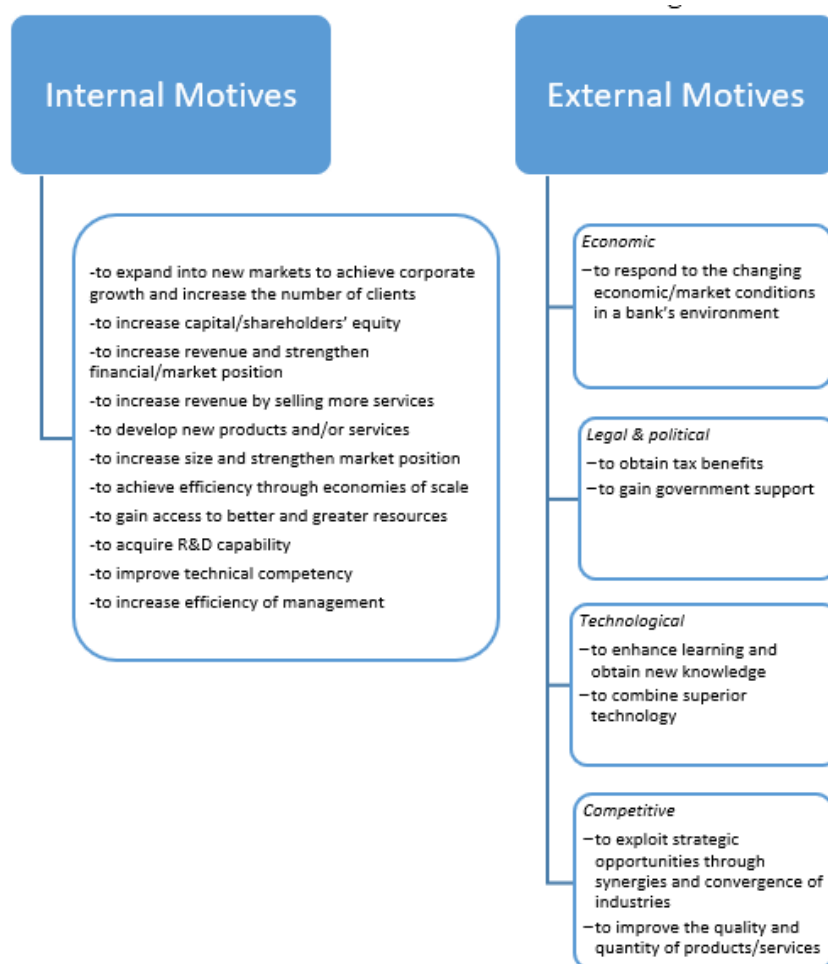 Internal Motives
-to expand into new markets to achieve corporate
growth and increase the number of clients
-to increase capital/shareholders’ equity
-to increase revenue and strengthen
financial/market position
-to increase revenue by selling more services
-to develop new products and/or services
-to increase size and strengthen market position
-to achieve efficiency through economies of scale
-to gain access to better and greater resources
-to acquire R&D capability
-to improve technical competency
-to increase efficiency of management
External Motives
Economic
–to respond to the changing
economic/market conditions
in a bank’s environment
Legal & political
–to obtain tax benefits
–to gain government support
Technological
–to enhance learning and
obtain new knowledge
–to combine superior
technology
Competitive
–to exploit strategic
opportunities through
synergies and convergence of
industries
–to improve the quality and
quantity of products/services